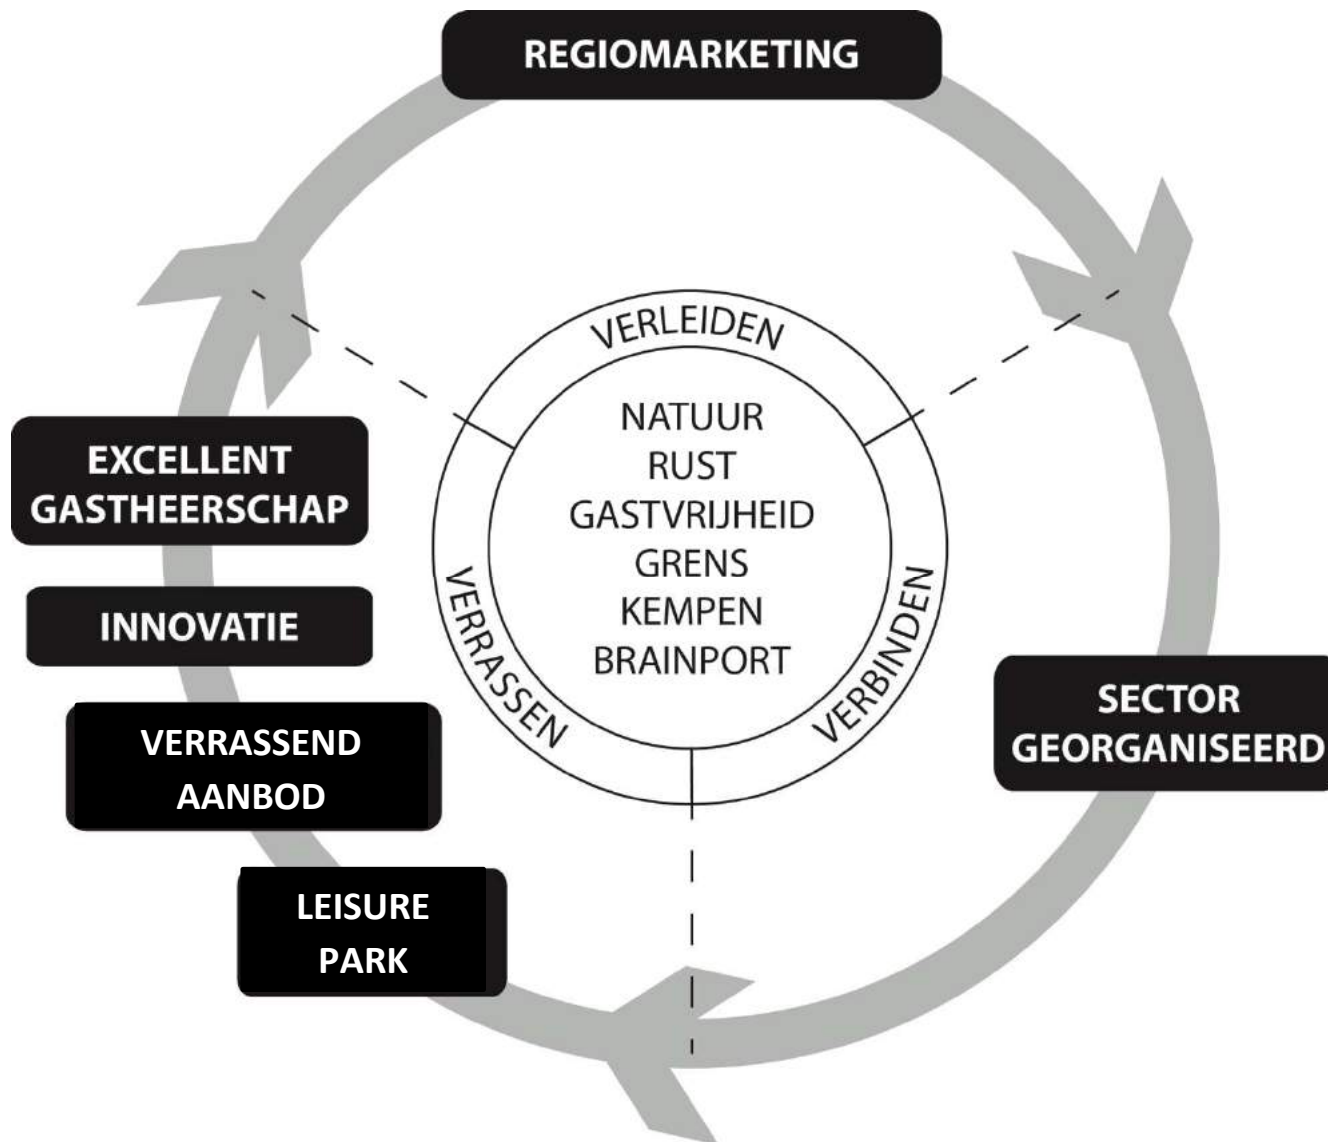 REGIOMARKETING
VERLEIDEN
NATUUR
RUST
GASTVRIJHEID
GRENS
KEMPEN
BRAINPORT
VERRASSEN
VERBINDEN
EXCELLENT
GASTHEERSCHAP
INNOVATIE
VERRASSEND
AANBOD
LEISURE
PARK
SECTOR
GEORGANISEERD